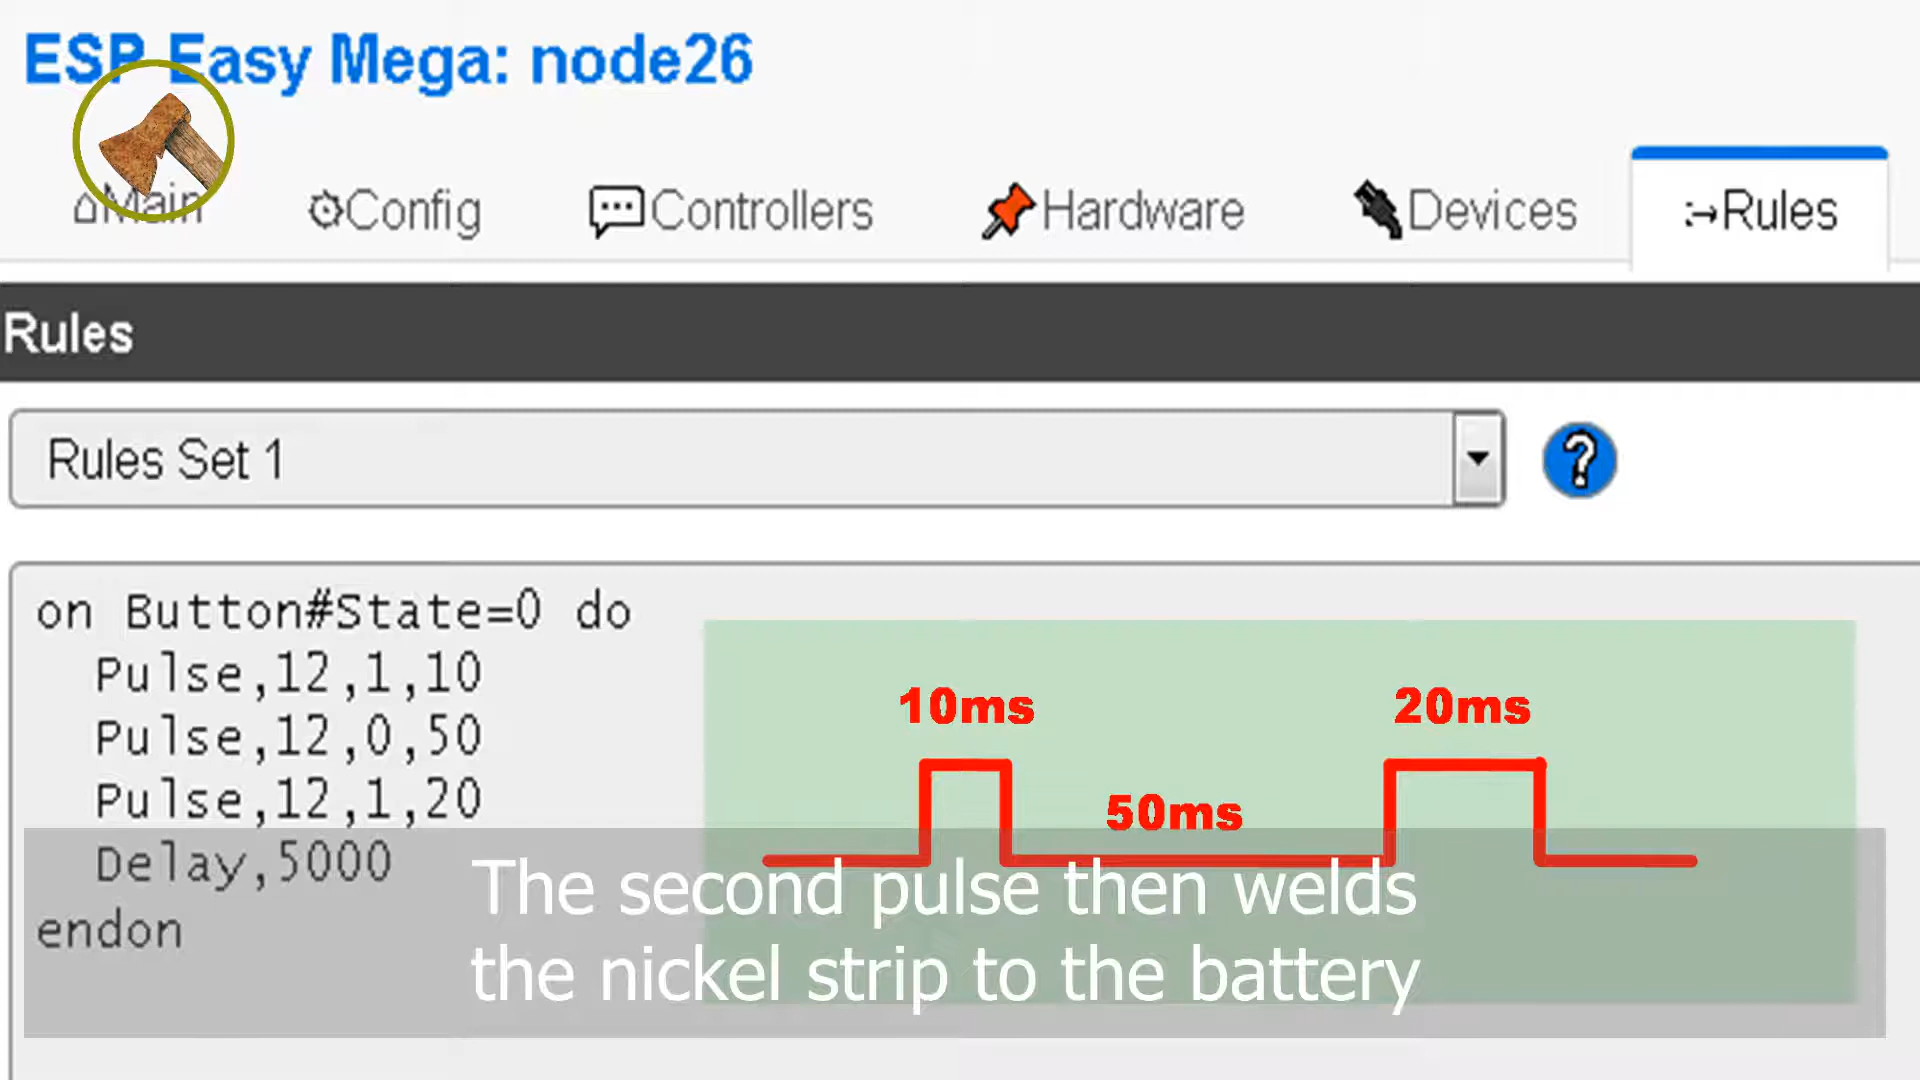 ESP Easy Mega: node26
Main
Config
Controllers
Hardware
Devices
Rules
Rules
Rules Set 1
?
on Button#State=0 do
Pulse,12,1,10
Pulse,12,0,50
Pulse,12,1,20
Delay,5000
endon
10ms
50ms
20ms
The second pulse then welds
the nickel strip to the battery